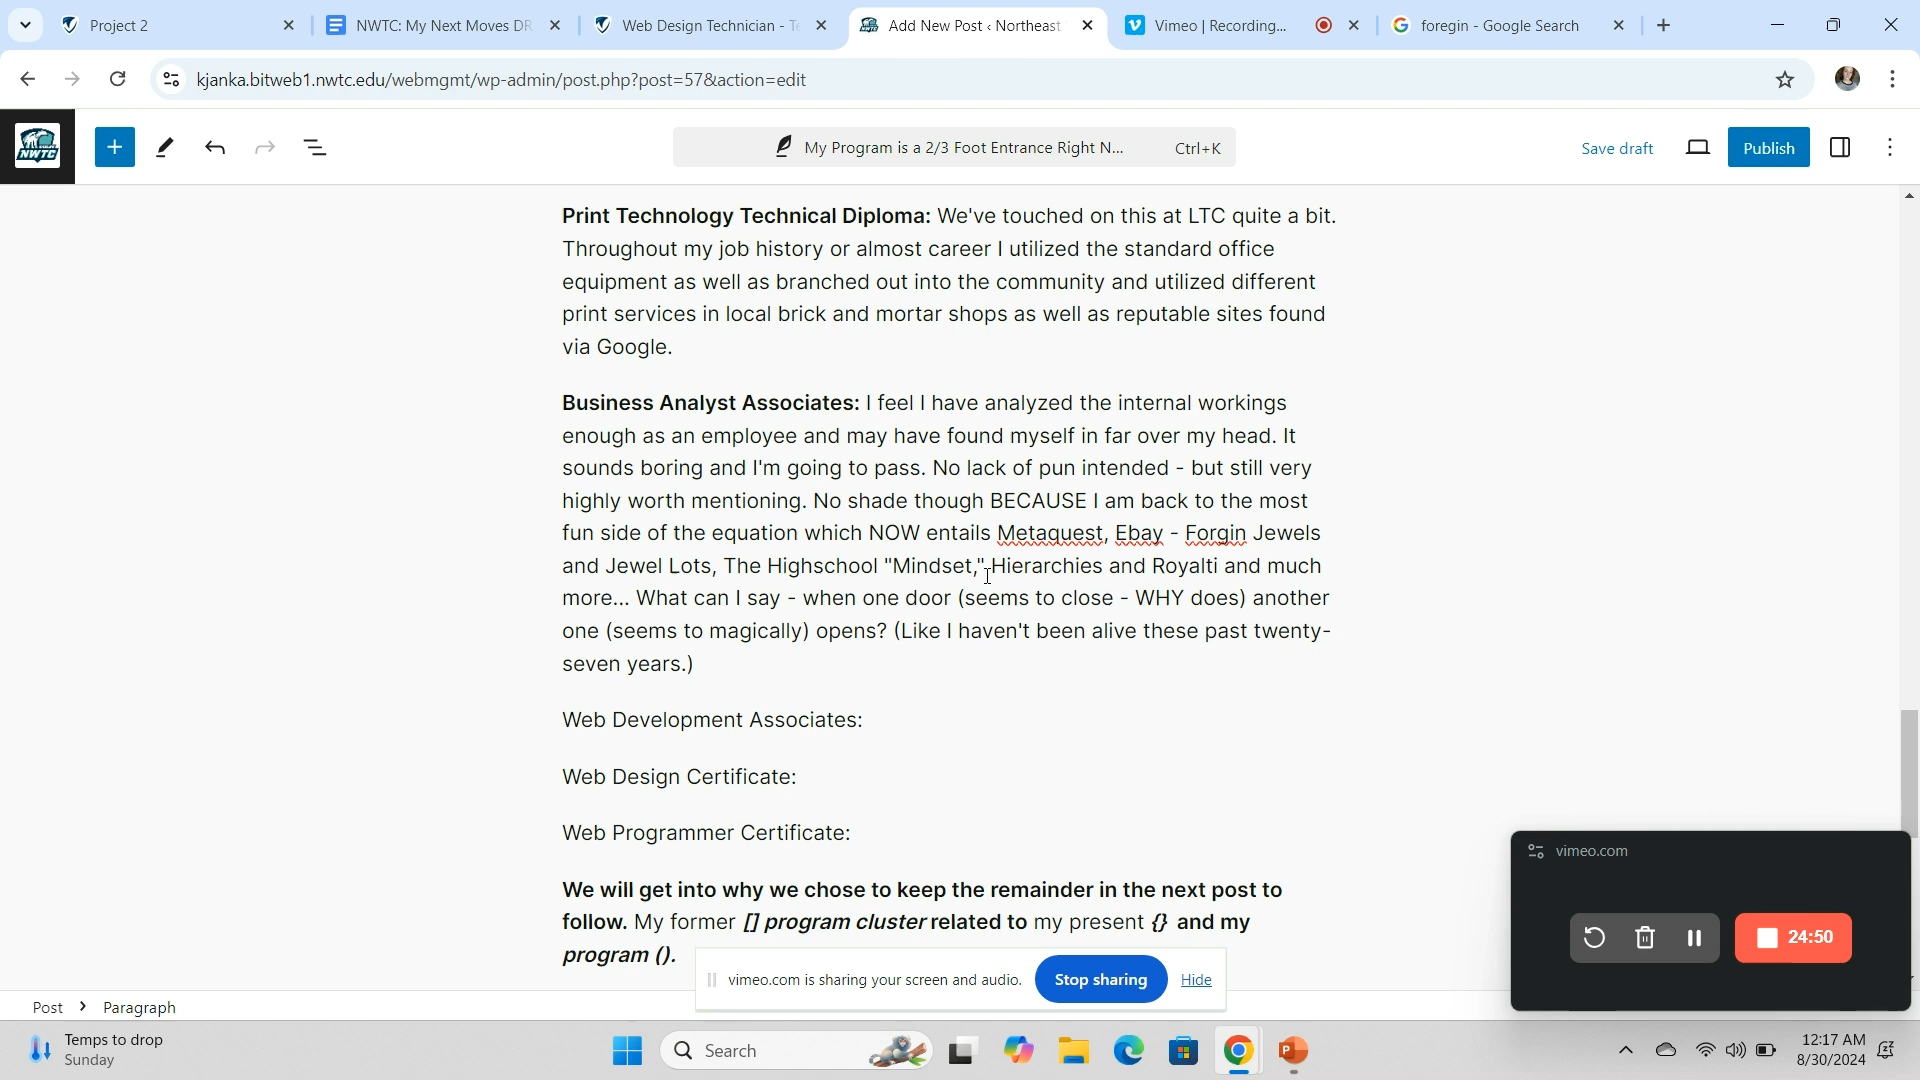 Project 2
NWTC: My Next Moves DR
Web Design Technician - Te
Add New Post ‹ Northeast
Vimeo | Recording...
foregin - Google Search
kjanka.bitweb1.nwtc.edu/webmgmt/wp-admin/post.php?post=57&action=edit
NWTC
My Program is a 2/3 Foot Entrance Right N... Ctrl+K
Save draft
Publish
Print Technology Technical Diploma: We've touched on this at LTC quite a bit.
Throughout my job history or almost career I utilized the standard office
equipment as well as branched out into the community and utilized different
print services in local brick and mortar shops as well as reputable sites found
via Google.
Business Analyst Associates: I feel I have analyzed the internal workings
enough as an employee and may have found myself in far over my head. It
sounds boring and I'm going to pass. No lack of pun intended - but still very
highly worth mentioning. No shade though BECAUSE I am back to the most
fun side of the equation which NOW entails Metaquest, Ebay - Forgin Jewels
and Jewel Lots, The Highschool "Mindset," Hierarchies and Royalti and much
more... What can I say - when one door (seems to close - WHY does) another
one (seems to magically) opens? (Like I haven't been alive these past twenty-
seven years.)
Web Development Associates:
Web Design Certificate:
Web Programmer Certificate:
We will get into why we chose to keep the remainder in the next post to
follow. My former [] program cluster related to my present {} and my
program ().
vimeo.com
24:50
vimeo.com is sharing your screen and audio. Stop sharing Hide
Post > Paragraph
Temps to drop
Sunday
Search
12:17 AM
8/30/2024